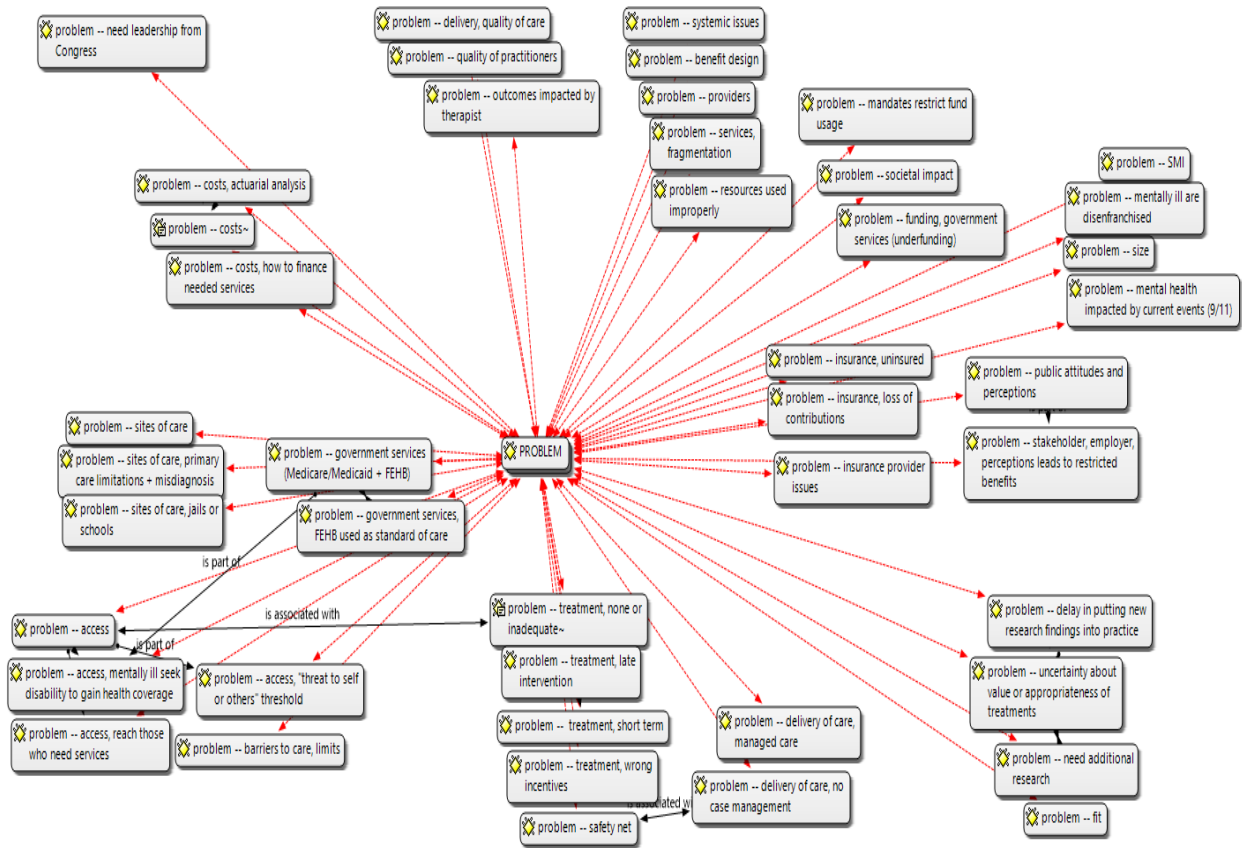 problem -- need leadership from
Congress
problem -- delivery, quality of care
problem -- quality of practitioners
problem -- outcomes impacted by
therapist
problem -- systemic issues
problem -- benefit design
problem -- providers
problem -- services,
fragmentation
problem -- resources used
improperly
problem -- mandates restrict fund
usage
problem -- societal impact
problem -- funding, government
services (underfunding)
problem -- SMI
problem -- mentally ill are
disenfranchised
problem -- size
problem -- mental health
impacted by current events (9/11)
problem -- costs, actuarial analysis
problem -- costs~
problem -- costs, how to finance
needed services
problem -- insurance, uninsured
problem -- insurance, loss of
contributions
problem -- insurance provider
issues
problem -- public attitudes and
perceptions
is part of
problem -- stakeholder, employer,
perceptions leads to restricted
benefits
PROBLEM
problem -- sites of care
problem -- sites of care, primary
care limitations + misdiagnosis
problem -- sites of care, jails or
schools
problem -- government services
(Medicare/Medicaid + FEHB)
problem -- government services,
FEHB used as standard of care
is part of
is associated with
problem -- access
is part of
problem -- access, mentally ill seek
disability to gain health coverage
problem -- access, reach those
who need services
problem -- access, "threat to self
or others" threshold
problem -- barriers to care, limits
problem -- treatment, none or
inadequate~
problem -- treatment, late
intervention
problem -- treatment, short term
problem -- treatment, wrong
incentives
problem -- safety net
is associated wi
problem -- delivery of care,
managed care
problem -- delivery of care, no
case management
problem -- delay in putting new
research findings into practice
problem -- uncertainty about
value or appropriateness of
treatments
problem -- need additional
research
problem -- fit